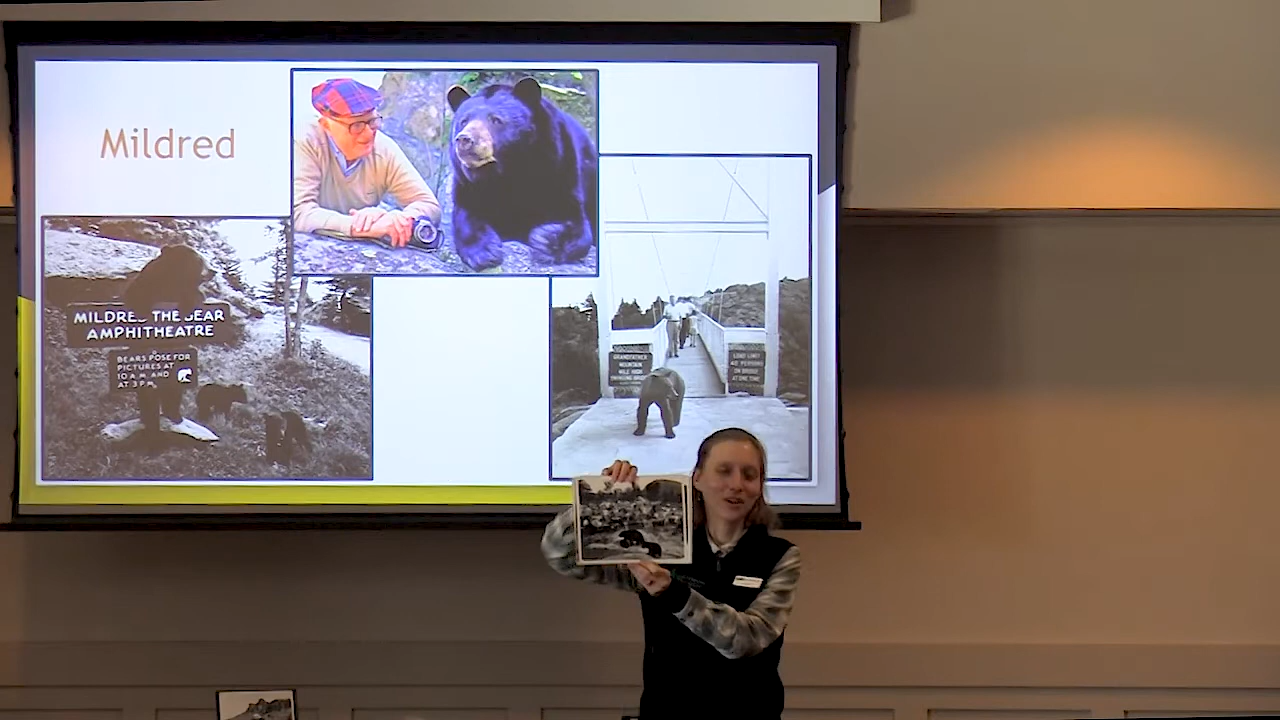 Mildred
MILDRED THE BEAR
AMPHITHEATRE
BEARS POSE FOR
PICTURES AT
10 A M AND
AT 3 P M
GRANDFATHER
MOUNTAIN
MILE HIGH
SWINGING BRIDGE
LOAD LIMIT
40 PERSONS
ON BRIDGE
AT ONE TIME